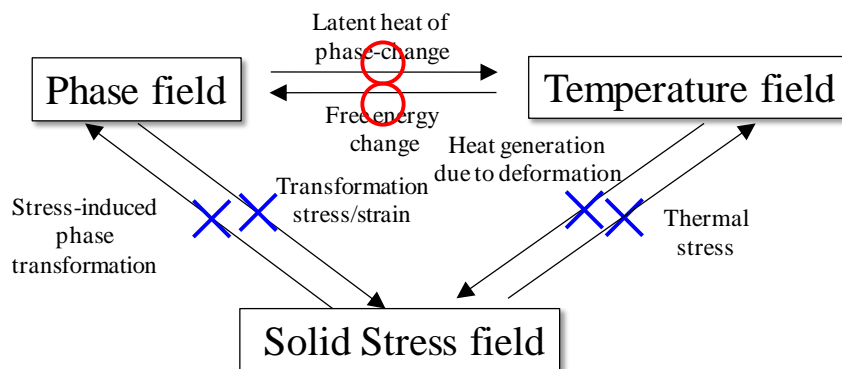 Latent heat of
phase-change
Phase field
Temperature field
Free energy
change
Heat generation
due to deformation
Transformation
stress/strain
Stress-induced
phase
transformation
Thermal
stress
Solid Stress field